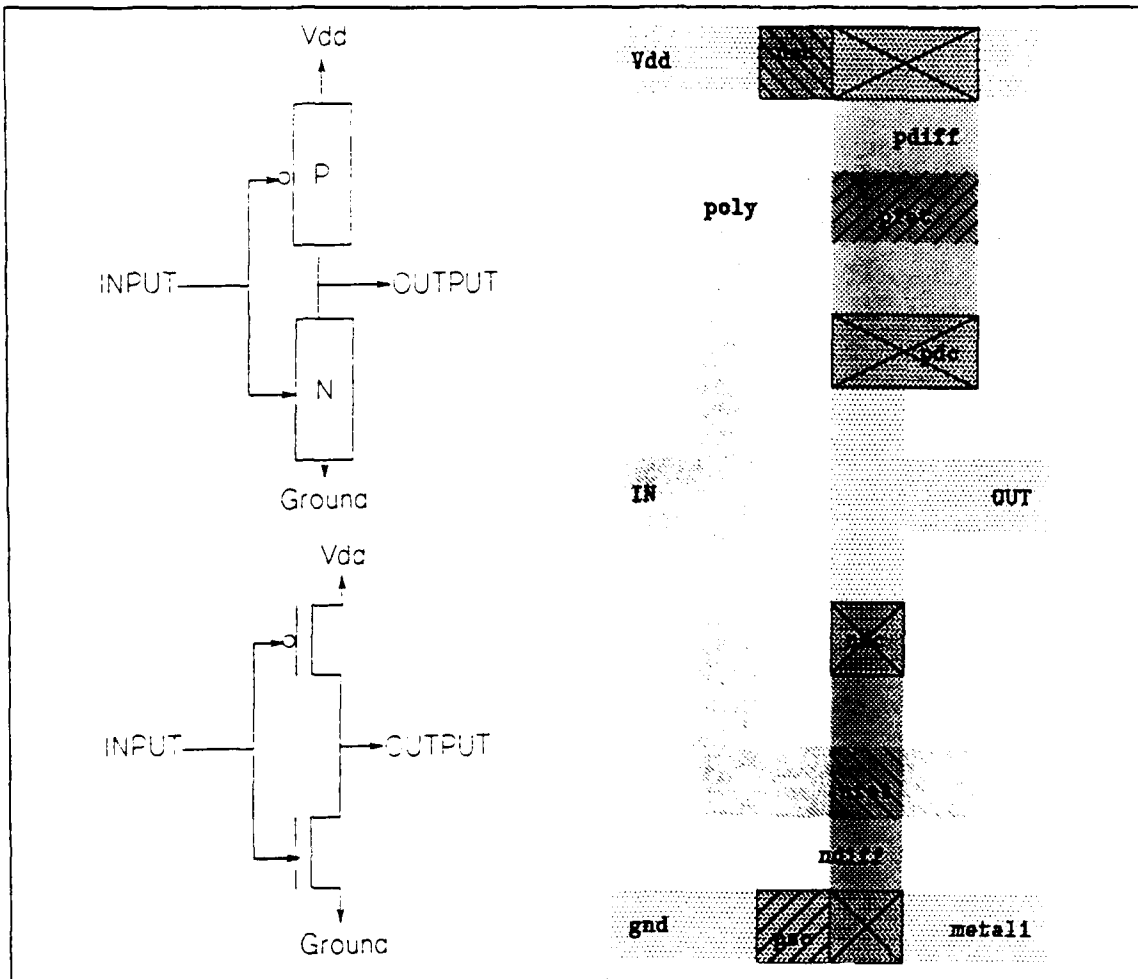 Vdd
P
INPUT
OUTPUT
N
Ground
Vdd
INPUT
OUTPUT
Ground
Vdd
pdiff
poly
pdc
IN
OUT
ndiff
gnd
metal1